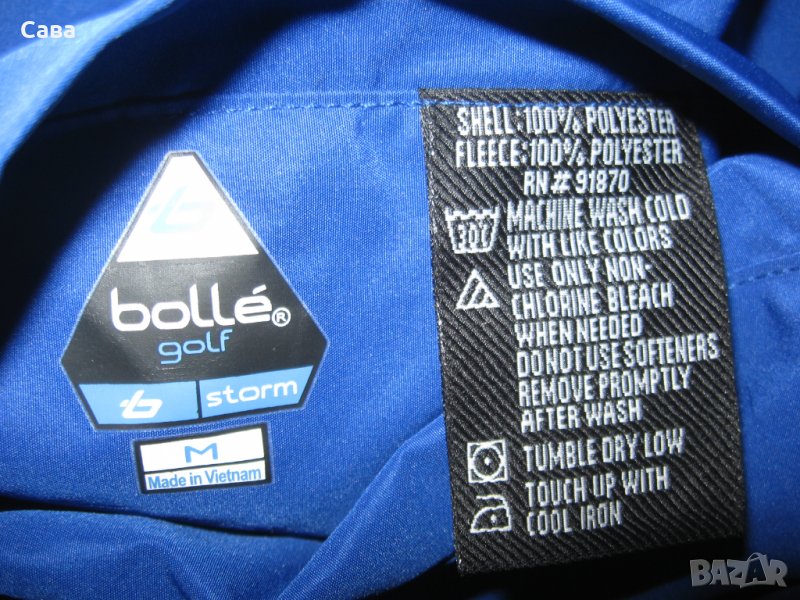 Сава
bollé®
golf
storm
M
Made in Vietnam
SHELL:100% POLYESTER
FLEECE:100% POLYESTER
RN# 91870
MACHINE WASH COLD
WITH LIKE COLORS
USE ONLY NON-
CHLORINE BLEACH
WHEN NEEDED
DO NOT USE SOFTENERS
REMOVE PROMPTLY
AFTER WASH
TUMBLE DRY LOW
TOUCH UP WITH
COOL IRON
BAZAR